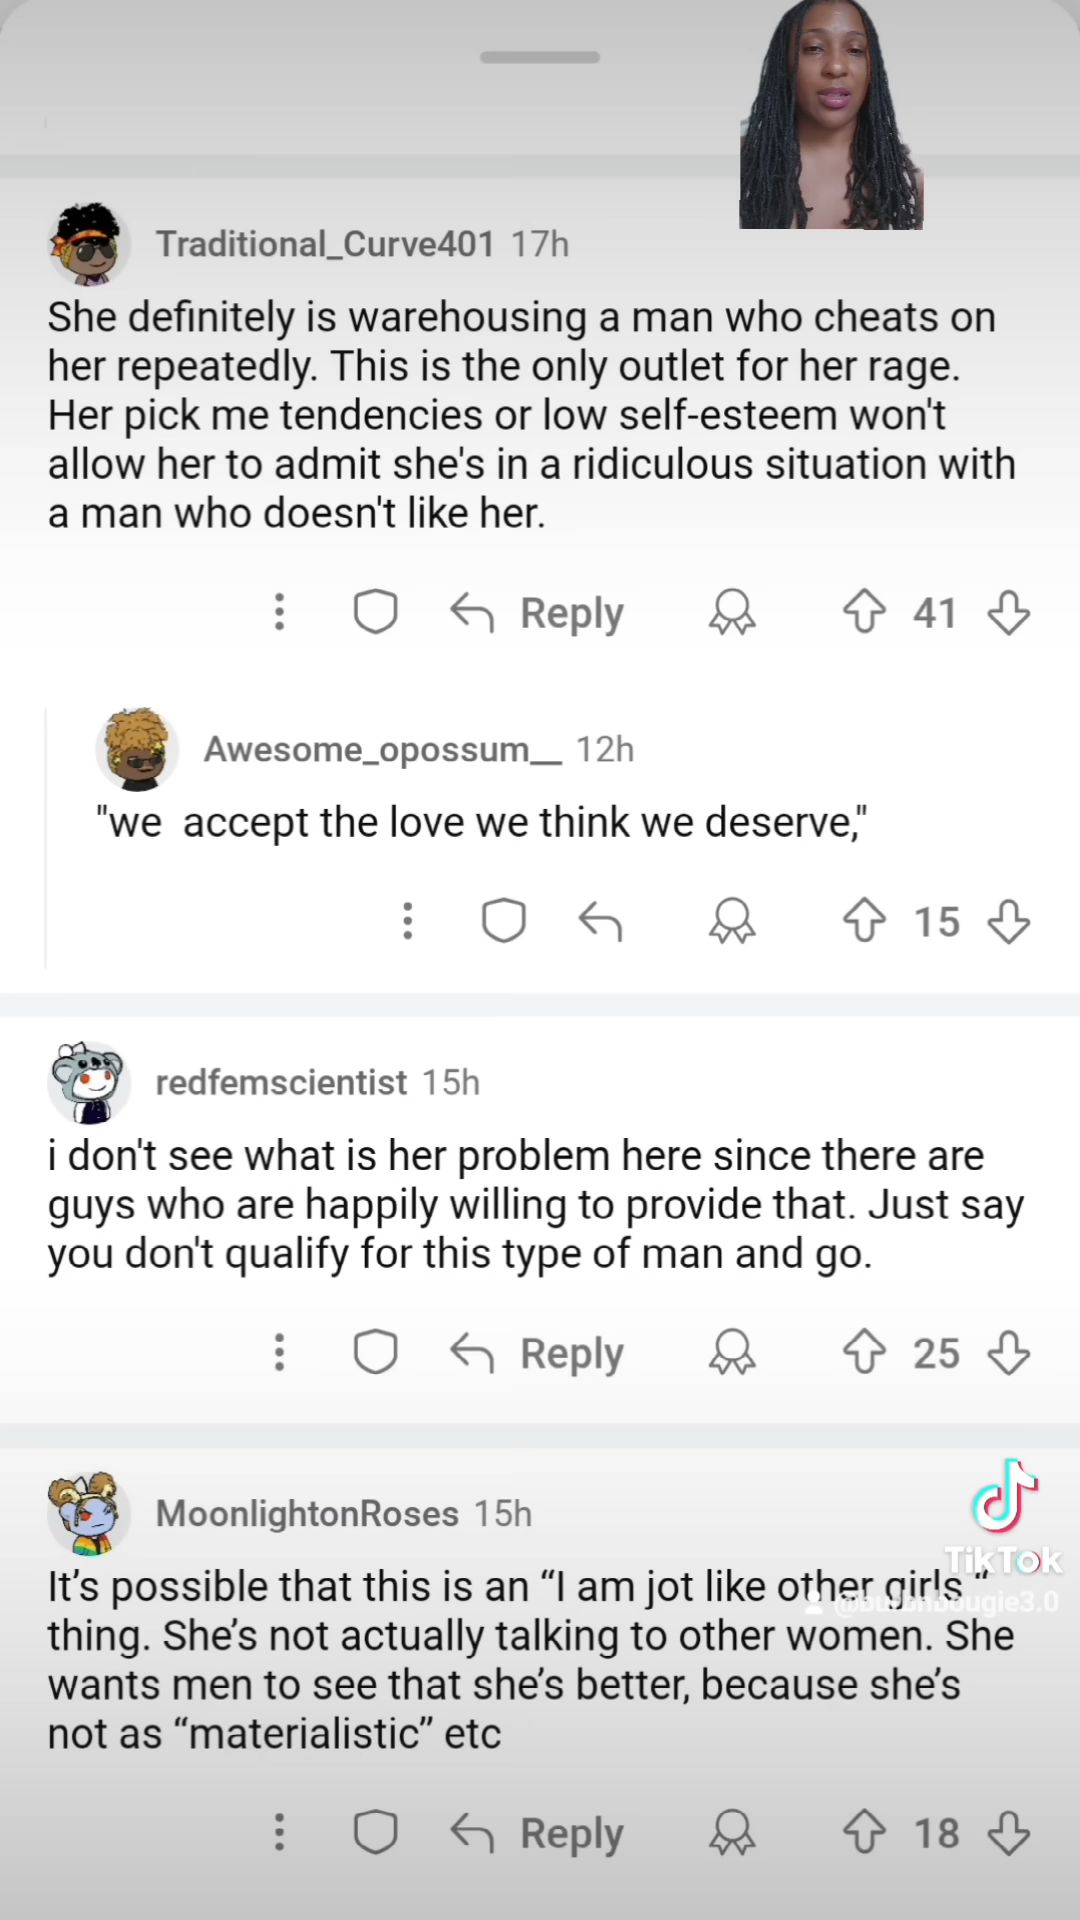 Traditional_Curve401 17h
She definitely is warehousing a man who cheats on
her repeatedly. This is the only outlet for her rage.
Her pick me tendencies or low self-esteem won't
allow her to admit she's in a ridiculous situation with
a man who doesn't like her.
Reply 41
Awesome_opossum__ 12h
"we  accept the love we think we deserve,"
15
redfemscientist 15h
i don't see what is her problem here since there are
guys who are happily willing to provide that. Just say
you don't qualify for this type of man and go.
Reply 25
MoonlightonRoses 15h
TikTok
It’s possible that this is an “I am jot like other girls “
thing. She’s not actually talking to other women. She
wants men to see that she’s better, because she’s
not as “materialistic” etc
Reply 18